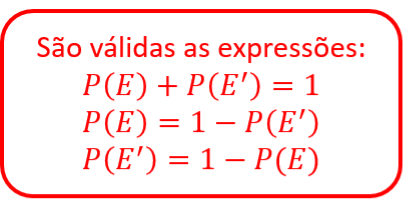 São válidas as expressões:
P(E) + P(E′) = 1
P(E) = 1 − P(E′)
P(E′) = 1 − P(E)